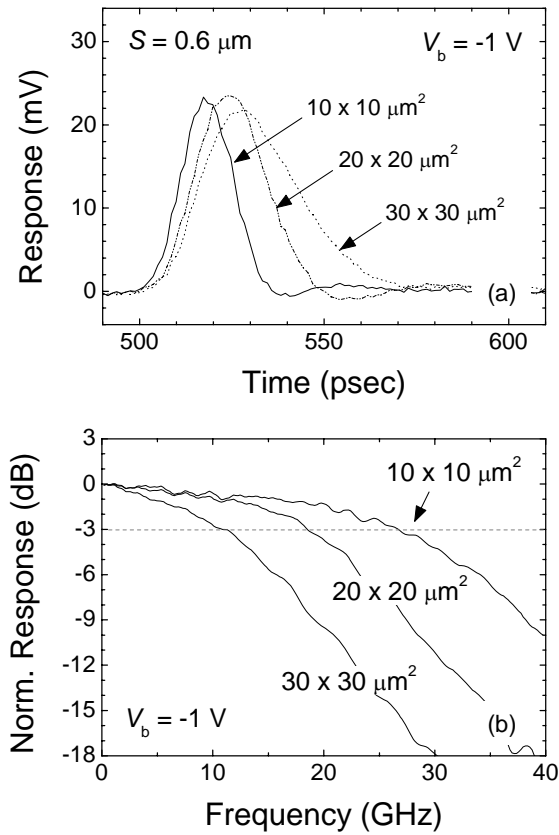 S = 0.6 μm
V_b = -1 V
30
20
10
0
10 x 10 μm²
20 x 20 μm²
30 x 30 μm²
(a)
Response (mV)
500
550
600
Time (psec)
3
0
-3
-6
-9
-12
-15
-18
10 x 10 μm²
20 x 20 μm²
30 x 30 μm²
V_b = -1 V
(b)
Norm. Response (dB)
0
10
20
30
40
Frequency (GHz)